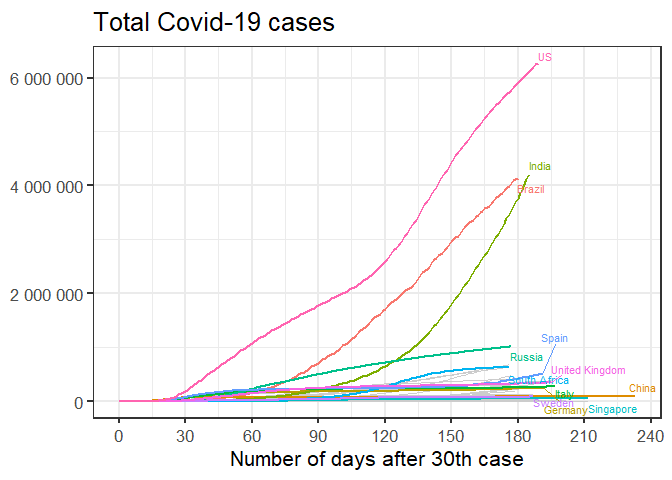 Total Covid-19 cases
6 000 000
4 000 000
2 000 000
0
US
India
Brazil
Spain
Russia
United Kingdom
South Africa
China
Italy
Sweden
Germany
Singapore
0 30 60 90 120 150 180 210 240
Number of days after 30th case